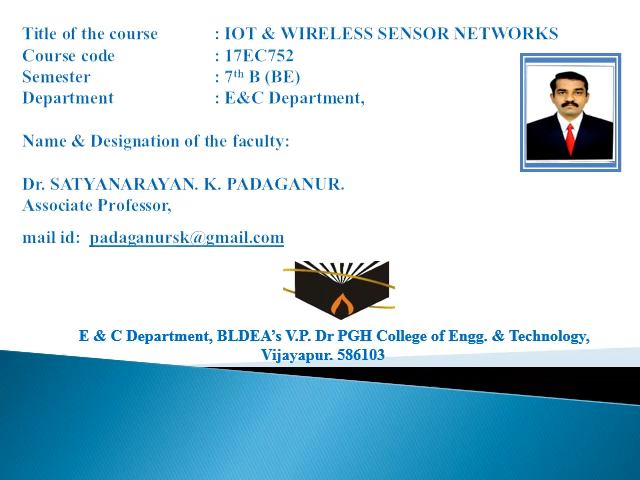 Title of the course : IOT & WIRELESS SENSOR NETWORKS
Course code : 17EC752
Semester : 7th B (BE)
Department : E&C Department,
Name & Designation of the faculty:
Dr. SATYANARAYAN. K. PADAGANUR.
Associate Professor,
mail id: padaganursk@gmail.com
E & C Department, BLDEA's V.P. Dr PGH College of Engg. & Technology,
Vijayapur. 586103